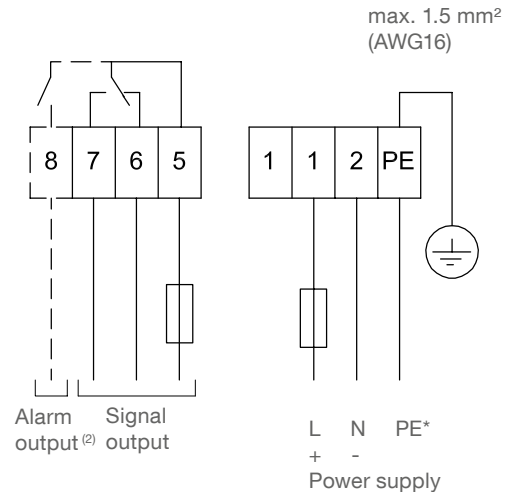 max. 1.5 mm²
(AWG16)
8 7 6 5 1 1 2 PE
Alarm output (2)
Signal output
L N PE*
+ -
Power supply